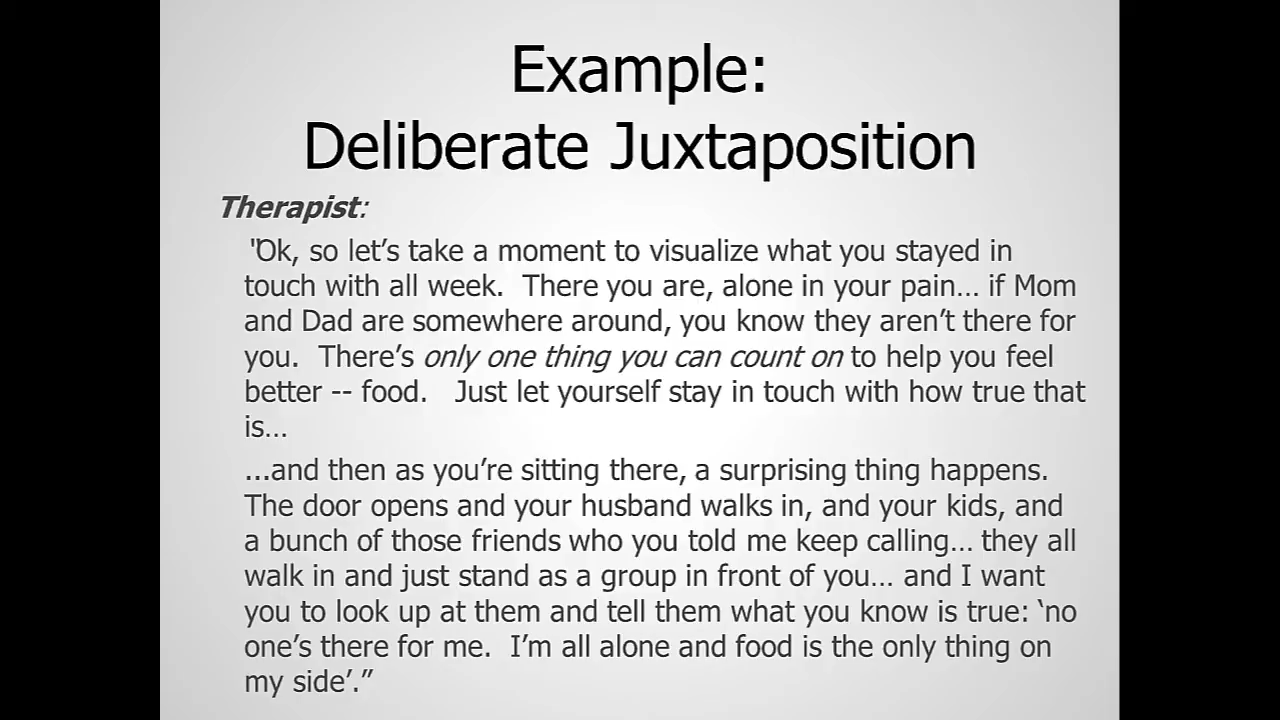 Example:
Deliberate Juxtaposition
Therapist:
"Ok, so let’s take a moment to visualize what you stayed in
touch with all week.  There you are, alone in your pain… if Mom
and Dad are somewhere around, you know they aren’t there for
you.  There’s only one thing you can count on to help you feel
better -- food.   Just let yourself stay in touch with how true that
is…
...and then as you’re sitting there, a surprising thing happens.
The door opens and your husband walks in, and your kids, and
a bunch of those friends who you told me keep calling… they all
walk in and just stand as a group in front of you… and I want
you to look up at them and tell them what you know is true: ‘no
one’s there for me.  I’m all alone and food is the only thing on
my side’.”